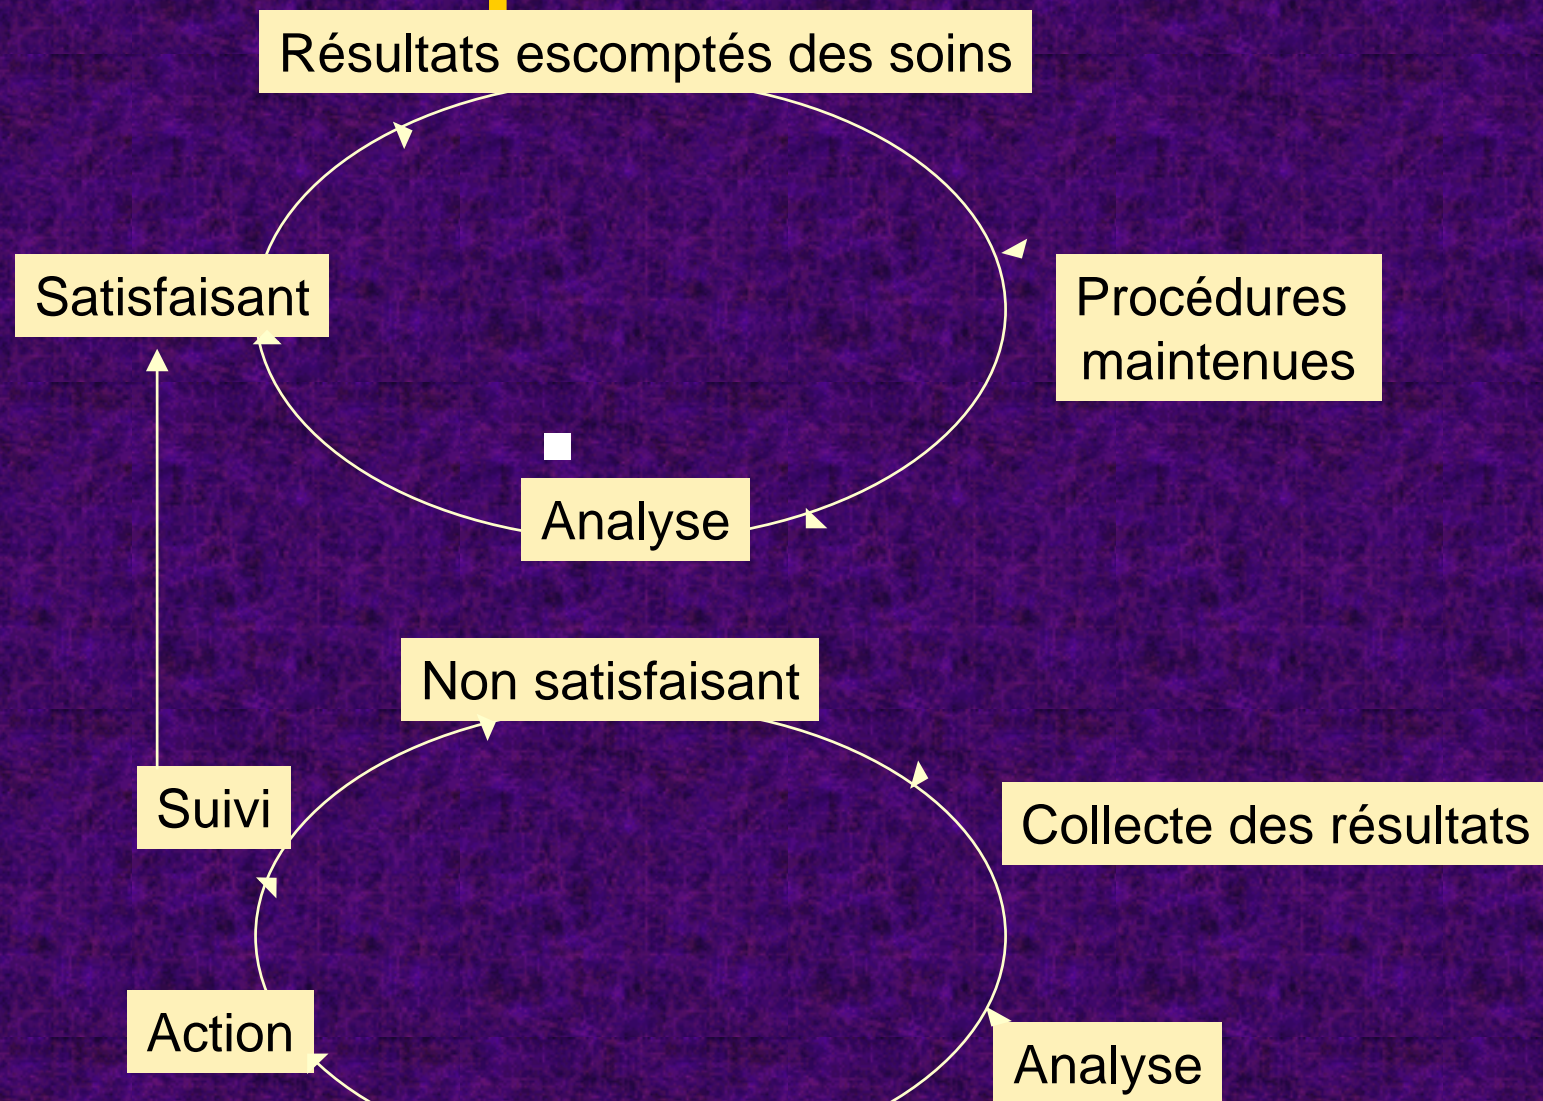 Résultats escomptés des soins
Satisfaisant
Procédures
maintenues
Analyse
Non satisfaisant
Suivi
Collecte des résultats
Action
Analyse